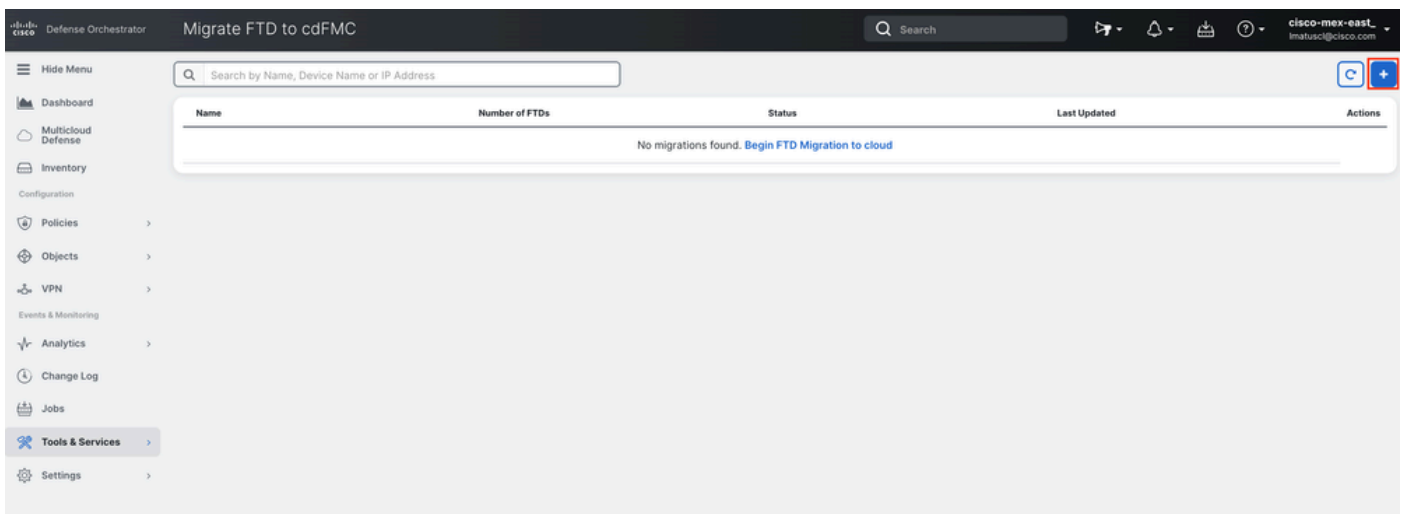 CISCO Defense Orchestrator
Migrate FTD to cdFMC
Search
cisco-mex-east_
lmatuscl@cisco.com
Hide Menu
Dashboard
Multicloud
Defense
Inventory
Configuration
Policies
Objects
VPN
Events & Monitoring
Analytics
Change Log
Jobs
Tools & Services
Settings
Search by Name, Device Name or IP Address
Name Number of FTDs Status Last Updated Actions
No migrations found. Begin FTD Migration to cloud